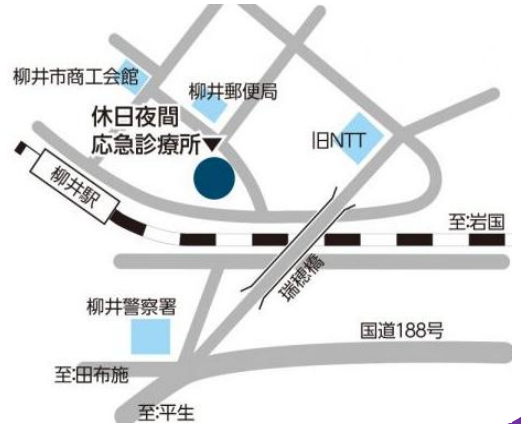 柳井市商工会館
柳井郵便局
休日夜間
応急診療所
旧NTT
柳井駅
至:岩国
瑞穂橋
柳井警察署
国道188号
至:田布施
至:平生